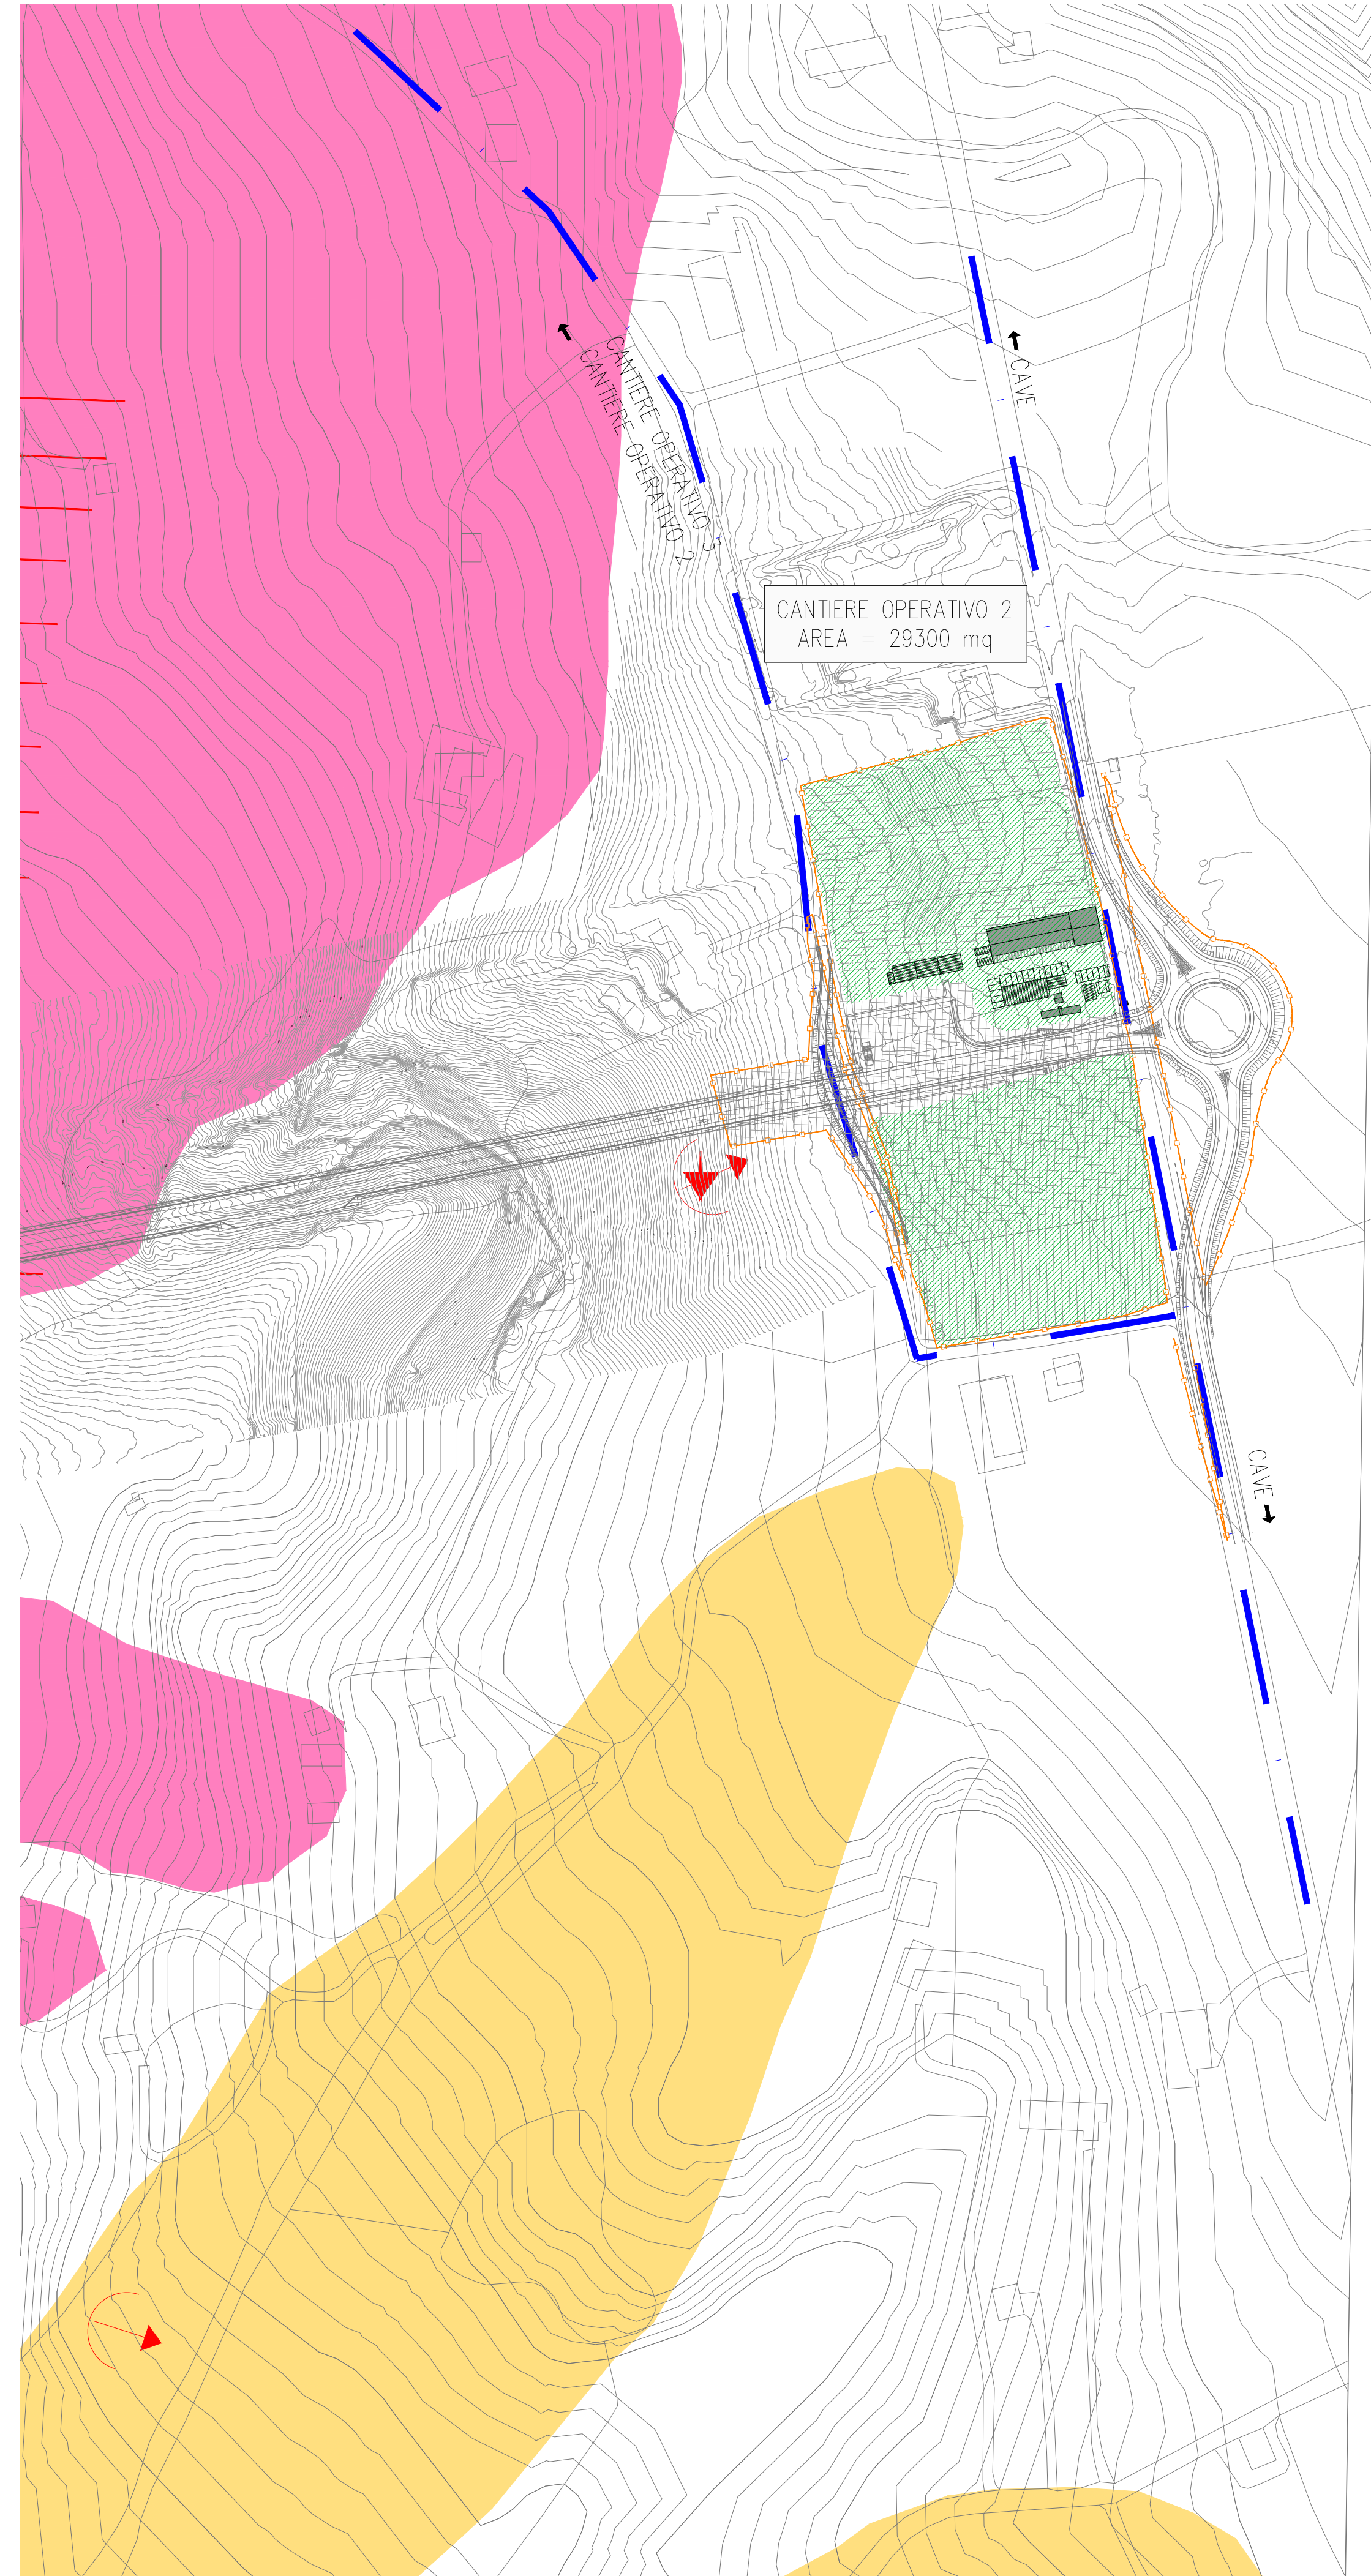 CANTIERE OPERATIVO 3
CANTIERE OPERATIVO 2
CAVE
CANTIERE OPERATIVO 2
AREA = 29300 mq
CAVE